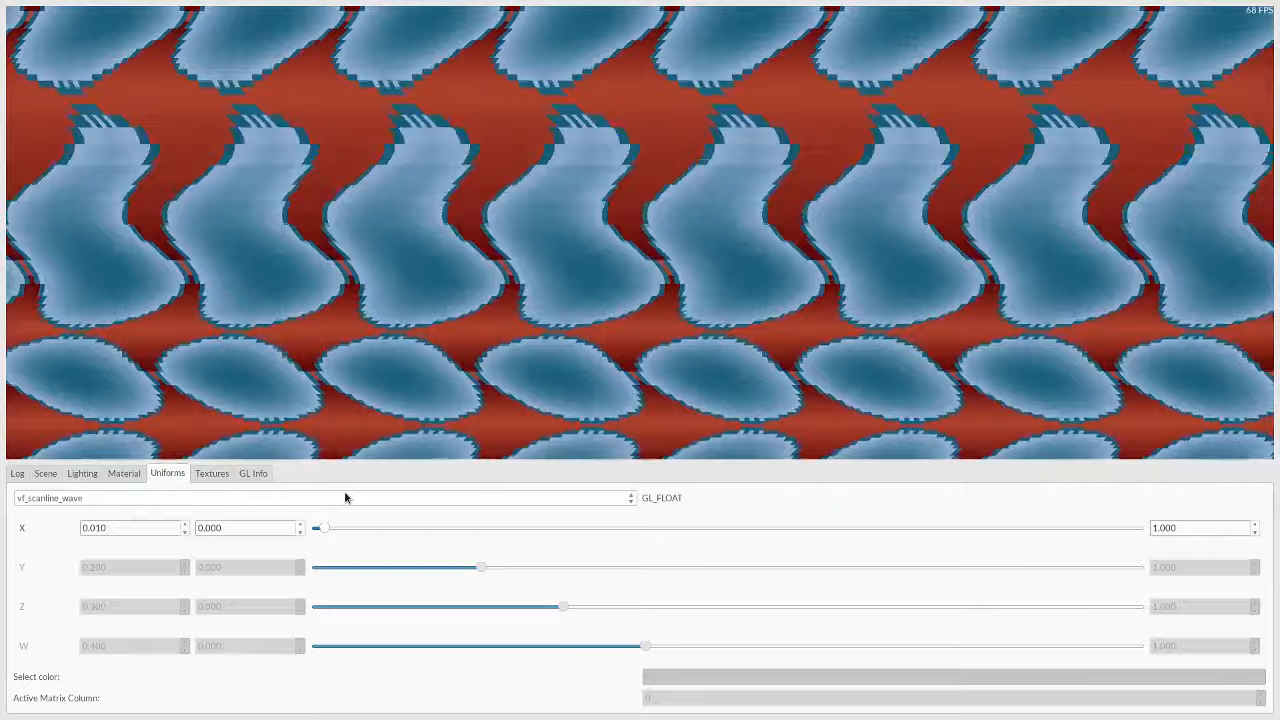 68 FPS
Log Scene Lighting Material Uniforms Textures GL Info
vf_scanline_wave GL_FLOAT
X 0.010 0.000 1.000
Y 0.200 0.000 1.000
Z 0.300 0.000 1.000
W 0.400 0.000 1.000
Select color:
Active Matrix Column: 0